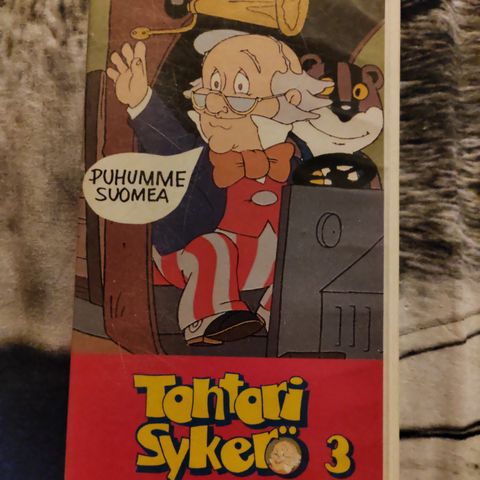 PUHUMME
SUOMEA
Tohtori
Sykerö 3